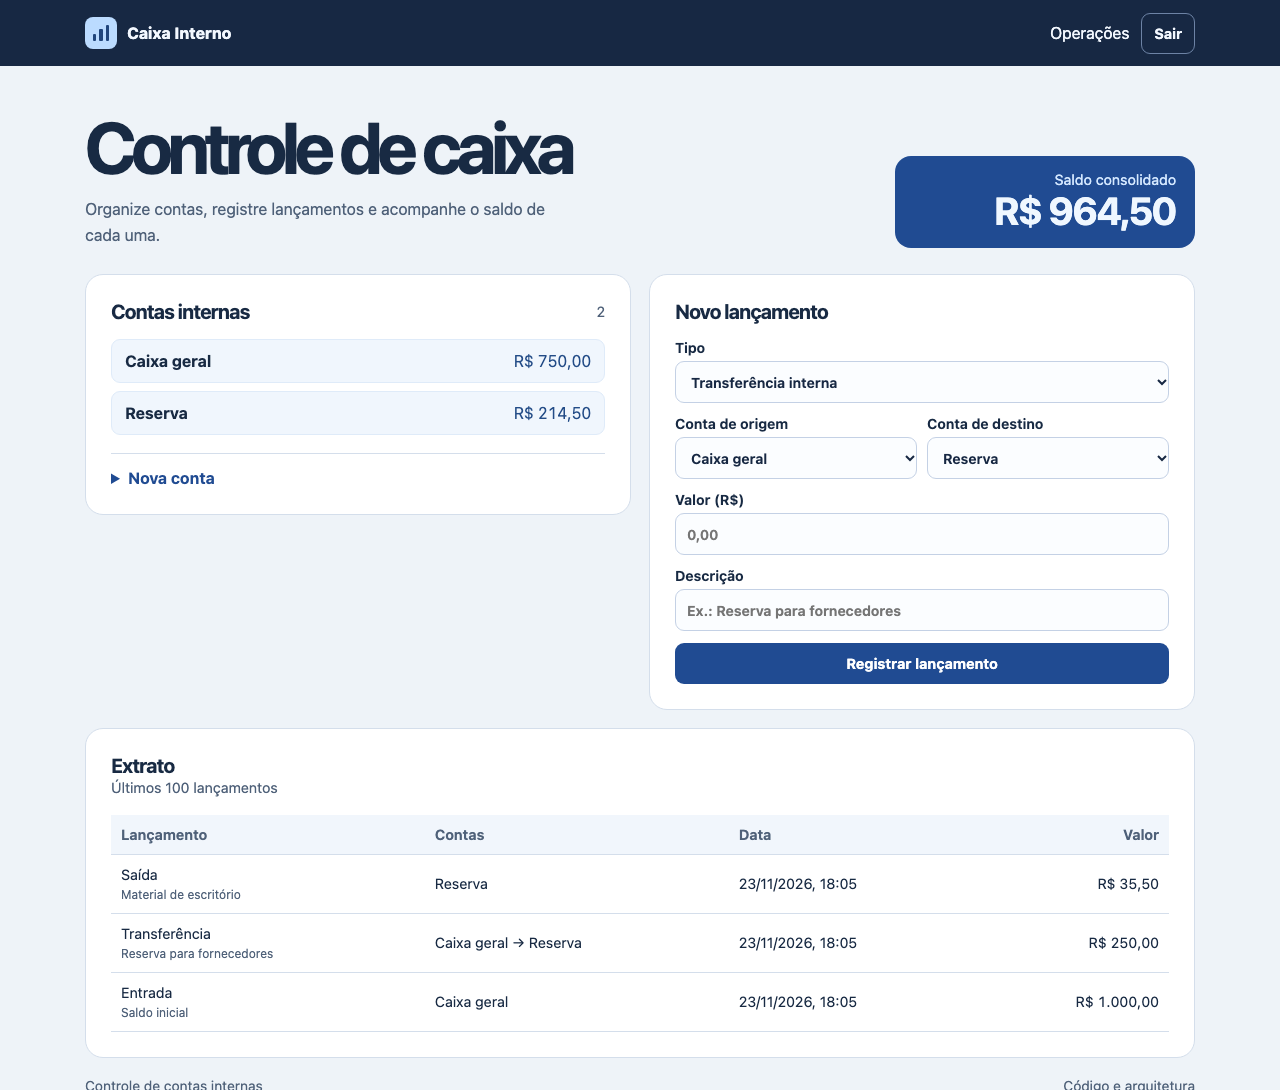 Caixa Interno
Operações
Sair
Controle de caixa
Organize contas, registre lançamentos e acompanhe o saldo de
cada uma.
Saldo consolidado
R$ 964,50
Contas internas
2
Caixa geral
R$ 750,00
Reserva
R$ 214,50
Nova conta
Novo lançamento
Tipo
Transferência interna
Conta de origem
Conta de destino
Caixa geral
Reserva
Valor (R$)
0,00
Descrição
Ex.: Reserva para fornecedores
Registrar lançamento
Extrato
Últimos 100 lançamentos
Lançamento Contas Data Valor
Saída
Material de escritório
Reserva
23/11/2026, 18:05
R$ 35,50
Transferência
Reserva para fornecedores
Caixa geral → Reserva
23/11/2026, 18:05
R$ 250,00
Entrada
Saldo inicial
Caixa geral
23/11/2026, 18:05
R$ 1.000,00
Controle de contas internas
Código e arquitetura